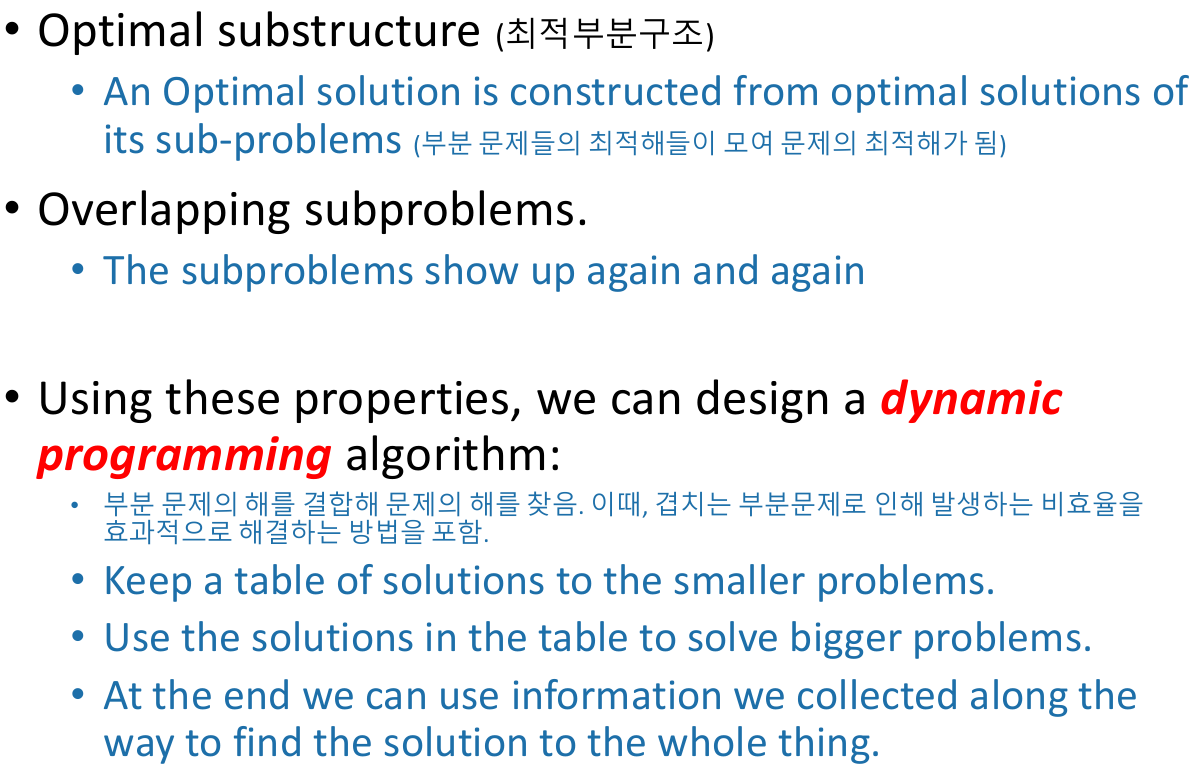 • Optimal substructure (최적부분구조)
• An Optimal solution is constructed from optimal solutions of
its sub-problems (부분 문제들의 최적해들이 모여 문제의 최적해가 됨)
• Overlapping subproblems.
• The subproblems show up again and again
• Using these properties, we can design a dynamic
programming algorithm:
• 부분 문제의 해를 결합해 문제의 해를 찾음. 이때, 겹치는 부분문제로 인해 발생하는 비효율을
효과적으로 해결하는 방법을 포함.
• Keep a table of solutions to the smaller problems.
• Use the solutions in the table to solve bigger problems.
• At the end we can use information we collected along the
way to find the solution to the whole thing.